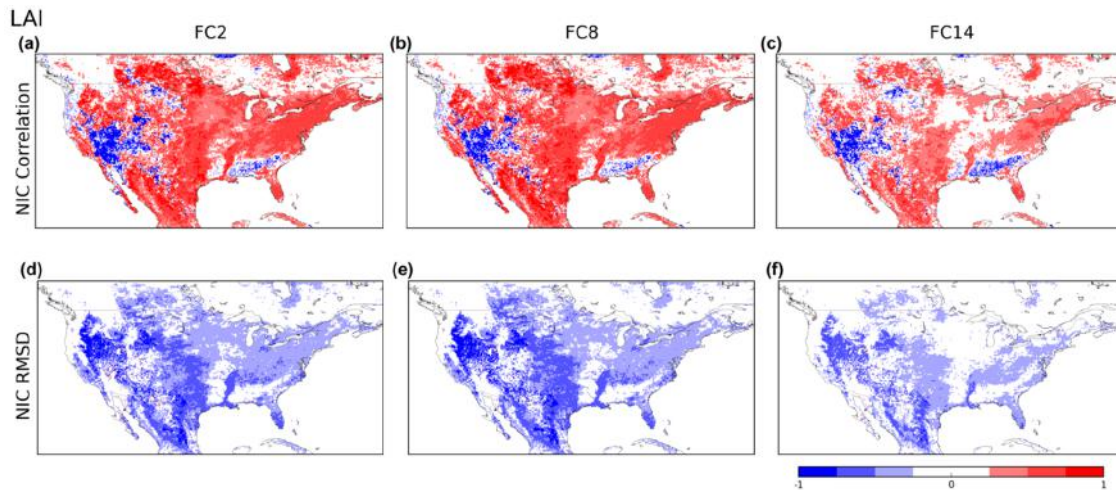 LAI
FC2 FC8 FC14
(a) (b) (c)
NIC Correlation
(d) (e) (f)
NIC RMSD
-1 0 1